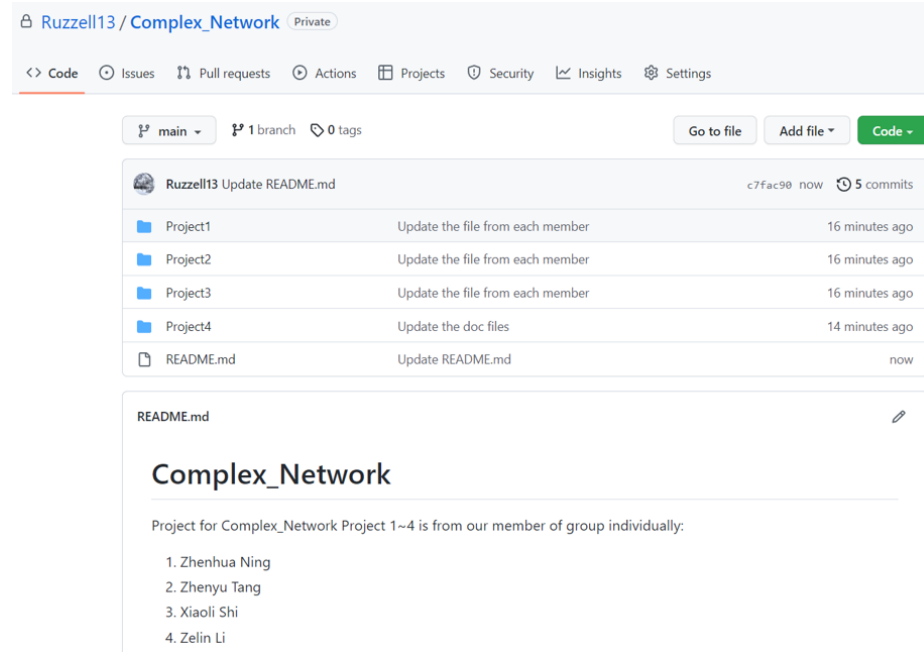 Ruzzell13 / Complex_Network Private
<> Code Issues Pull requests Actions Projects Security Insights Settings
main 1 branch 0 tags Go to file Add file Code
Ruzzell13 Update README.md c7fac90 now 5 commits
Project1 Update the file from each member 16 minutes ago
Project2 Update the file from each member 16 minutes ago
Project3 Update the file from each member 16 minutes ago
Project4 Update the doc files 14 minutes ago
README.md Update README.md now
README.md
Complex_Network
Project for Complex_Network Project 1~4 is from our member of group individually:
1. Zhenhua Ning
2. Zhenyu Tang
3. Xiaoli Shi
4. Zelin Li